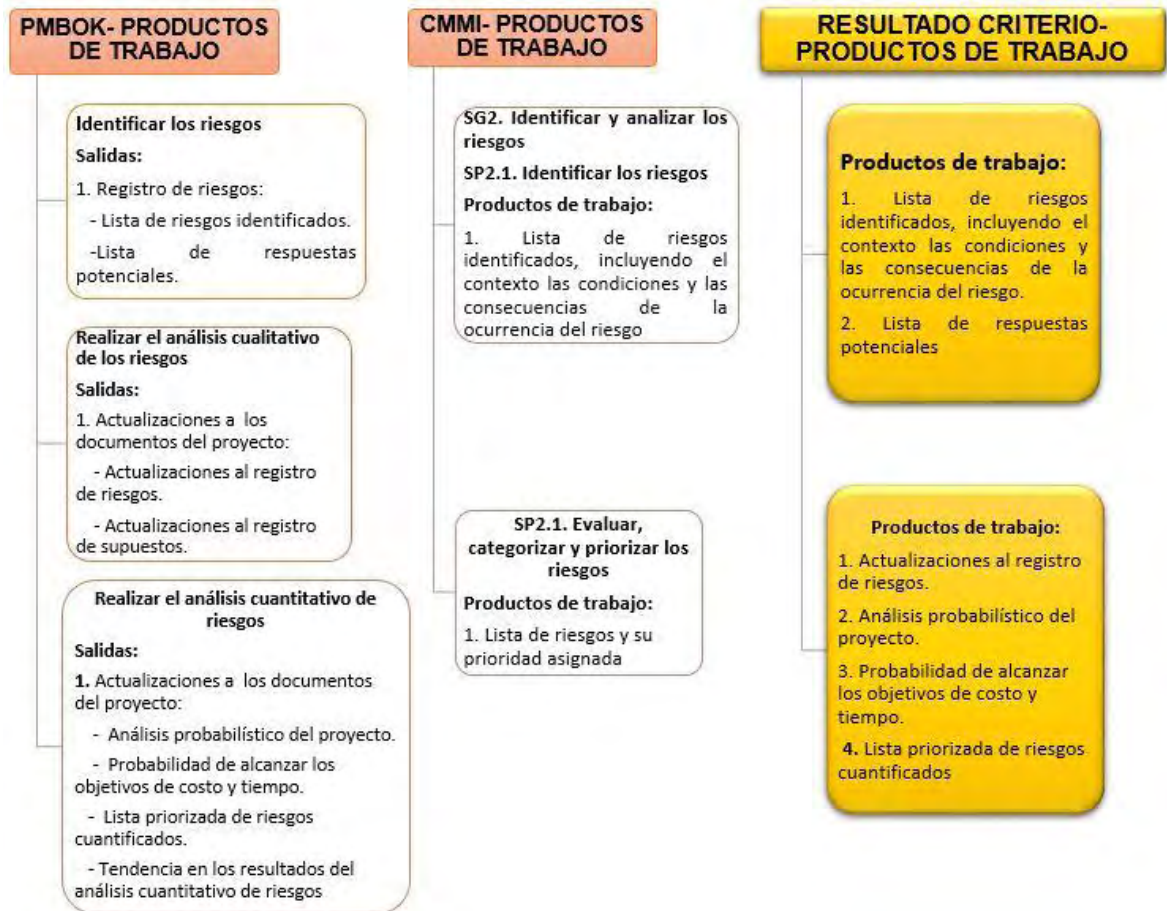 PMBOK- PRODUCTOS
DE TRABAJO
Identificar los riesgos
Salidas:
1. Registro de riesgos:
- Lista de riesgos identificados.
-Lista de respuestas
potenciales.
Realizar el análisis cualitativo
de los riesgos
Salidas:
1. Actualizaciones a los
documentos del proyecto:
- Actualizaciones al registro
de riesgos.
- Actualizaciones al registro
de supuestos.
Realizar el análisis cuantitativo de
riesgos
Salidas:
1. Actualizaciones a los documentos
del proyecto:
- Análisis probabilístico del proyecto.
- Probabilidad de alcanzar los
objetivos de costo y tiempo.
- Lista priorizada de riesgos
cuantificados.
- Tendencia en los resultados del
análisis cuantitativo de riesgos
CMMI- PRODUCTOS
DE TRABAJO
SG2. Identificar y analizar los
riesgos
SP2.1. Identificar los riesgos
Productos de trabajo:
1. Lista de riesgos
identificados, incluyendo el
contexto las condiciones y las
consecuencias de la
ocurrencia del riesgo
SP2.1. Evaluar,
categorizar y priorizar los
riesgos
Productos de trabajo:
1. Lista de riesgos y su
prioridad asignada
RESULTADO CRITERIO-
PRODUCTOS DE TRABAJO
Productos de trabajo:
1. Lista de riesgos
identificados, incluyendo el
contexto las condiciones y
las consecuencias de la
ocurrencia del riesgo.
2. Lista de respuestas
potenciales
Productos de trabajo:
1. Actualizaciones al registro
de riesgos.
2. Análisis probabilístico del
proyecto.
3. Probabilidad de alcanzar
los objetivos de costo y
tiempo.
4. Lista priorizada de riesgos
cuantificados